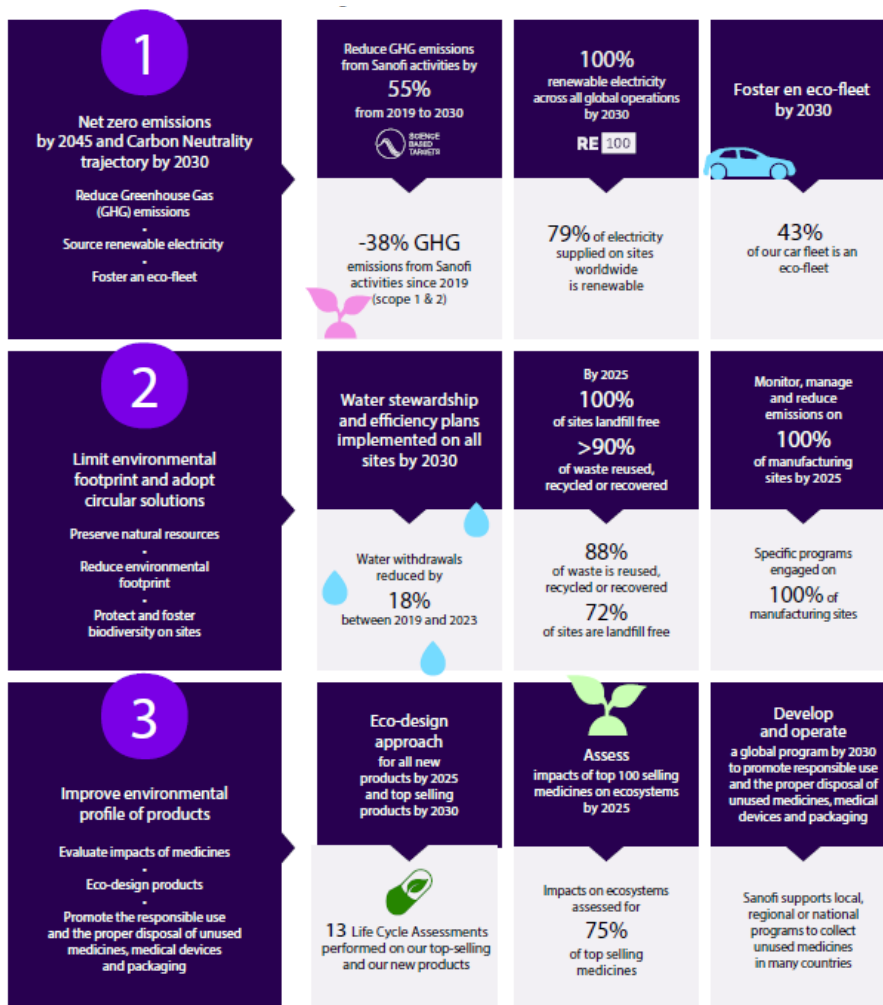 1
Net zero emissions
by 2045 and Carbon Neutrality
trajectory by 2030
Reduce Greenhouse Gas
(GHG) emissions
-
Source renewable electricity
-
Foster an eco-fleet
Reduce GHG emissions
from Sanofi activities by
55%
from 2019 to 2030
SCIENCE
BASED
TARGETS
-38% GHG
emissions from Sanofi
activities since 2019
(scope 1 & 2)
100%
renewable electricity
across all global operations
by 2030
RE 100
79% of electricity
supplied on sites
worldwide
is renewable
Foster en eco-fleet
by 2030
43%
of our car fleet is an
eco-fleet
2
Limit environmental
footprint and adopt
circular solutions
Preserve natural resources
-
Reduce environmental
footprint
-
Protect and foster
biodiversity on sites
Water stewardship
and efficiency plans
implemented on all
sites by 2030
Water withdrawals
reduced by
18%
between 2019 and 2023
By 2025
100%
of sites landfill free
>90%
of waste reused,
recycled or recovered
88%
of waste is reused,
recycled or recovered
72%
of sites are landfill free
Monitor, manage
and reduce
emissions on
100%
of manufacturing
sites by 2025
Specific programs
engaged on
100% of
manufacturing sites
3
Improve environmental
profile of products
Evaluate impacts of medicines
-
Eco-design products
-
Promote the responsible use
and the proper disposal of unused
medicines, medical devices
and packaging
Eco-design
approach
for all new
products by 2025
and top selling
products by 2030
13 Life Cycle Assessments
performed on our top-selling
and our new products
Assess
impacts of top 100 selling
medicines on ecosystems
by 2025
Impacts on ecosystems
assessed for
75%
of top selling
medicines
Develop
and operate
a global program by 2030
to promote responsible use
and the proper disposal of
unused medicines, medical
devices and packaging
Sanofi supports local,
regional or national
programs to collect
unused medicines
in many countries